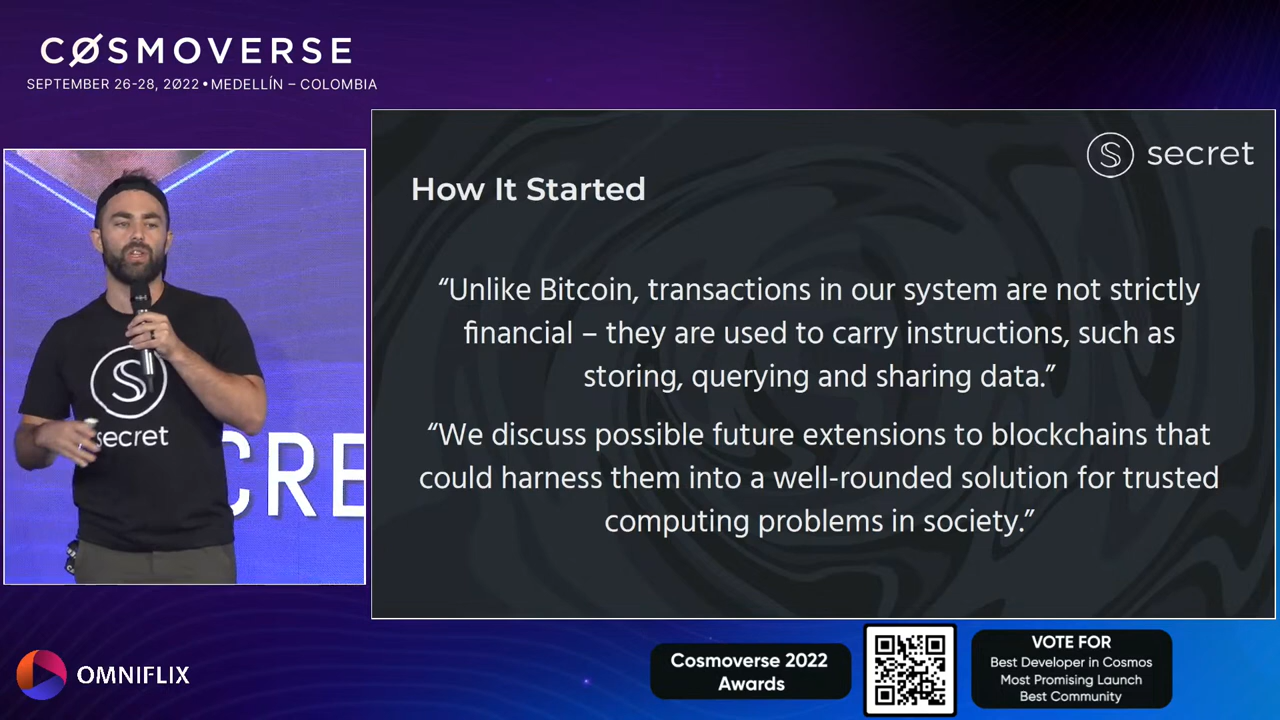 CØSMOVERSE
SEPTEMBER 26-28, 2Ø22 • MEDELLÍN – COLOMBIA
secret
How It Started
“Unlike Bitcoin, transactions in our system are not strictly
financial – they are used to carry instructions, such as
storing, querying and sharing data.”
“We discuss possible future extensions to blockchains that
could harness them into a well-rounded solution for trusted
computing problems in society.”
secret
CRE
OMNIFLIX
Cosmoverse 2022
Awards
VOTE FOR
Best Developer in Cosmos
Most Promising Launch
Best Community